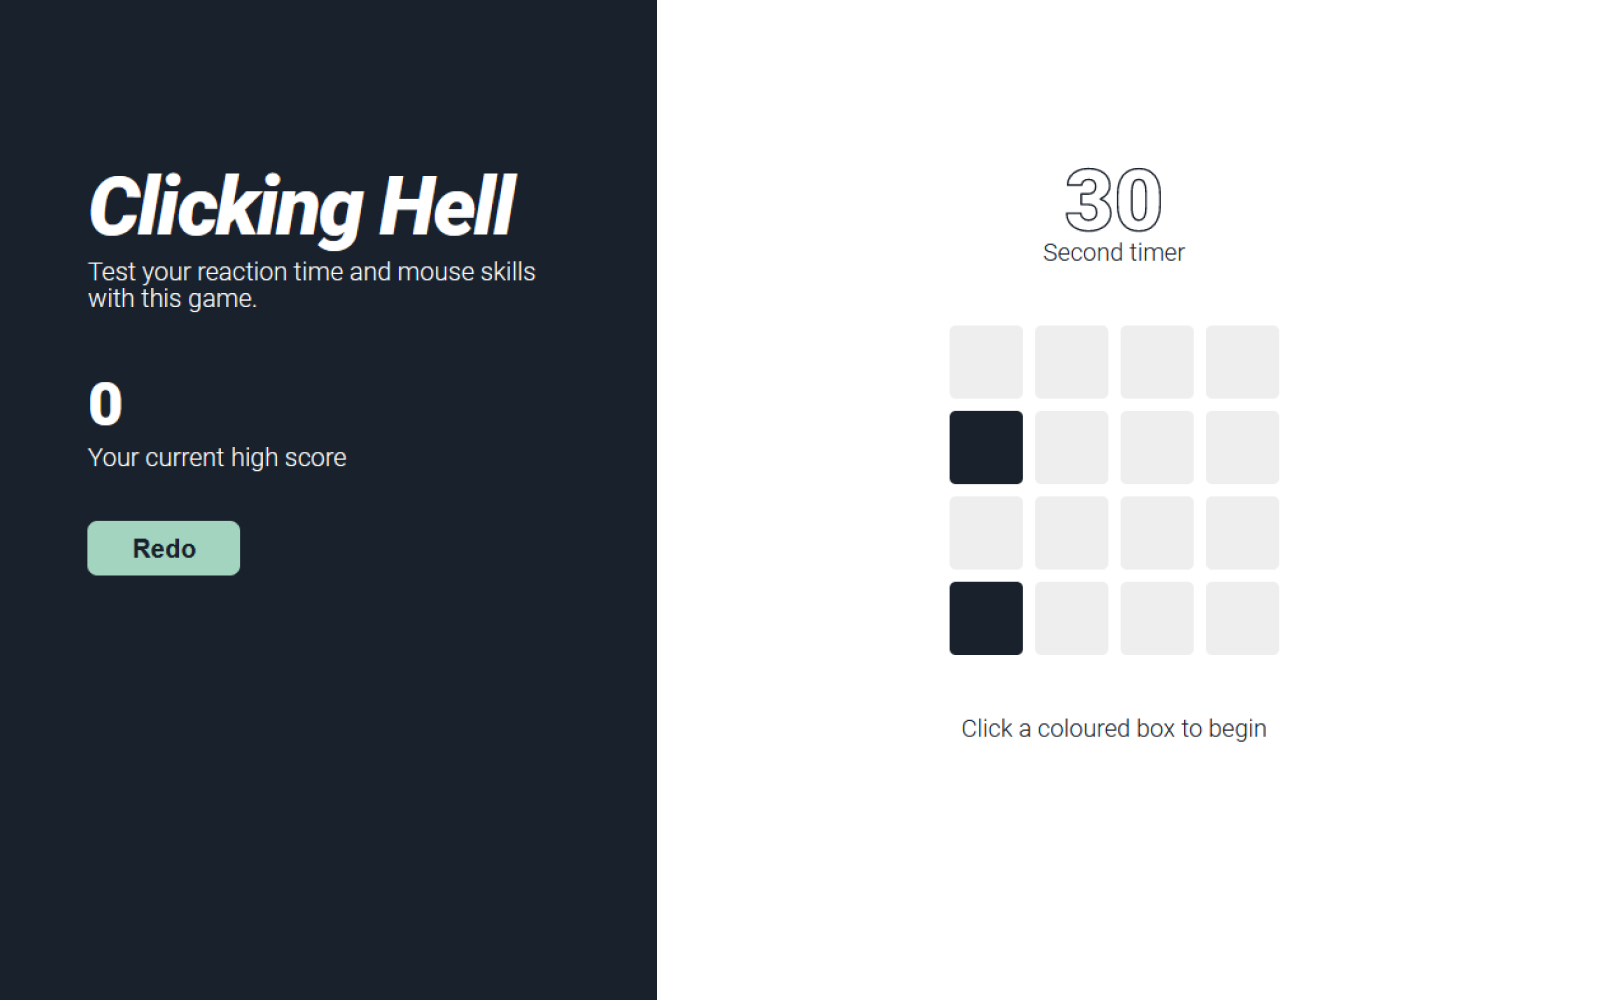 Clicking Hell
Test your reaction time and mouse skills
with this game.
0
Your current high score
Redo
30
Second timer
Click a coloured box to begin